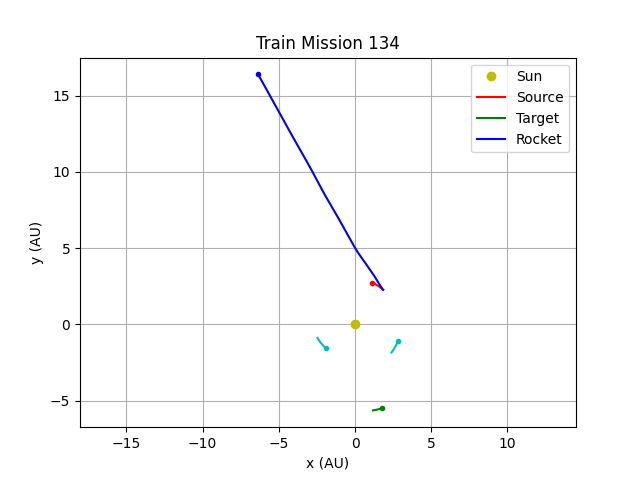 Train Mission 134
Sun
Source
Target
Rocket
y (AU)
15
10
5
0
−5
−15
−10
−5
0
5
10
x (AU)